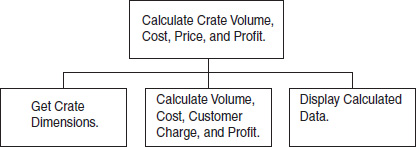 Calculate Crate Volume,
Cost, Price, and Profit.
Get Crate
Dimensions.
Calculate Volume,
Cost, Customer
Charge, and Profit.
Display Calculated
Data.